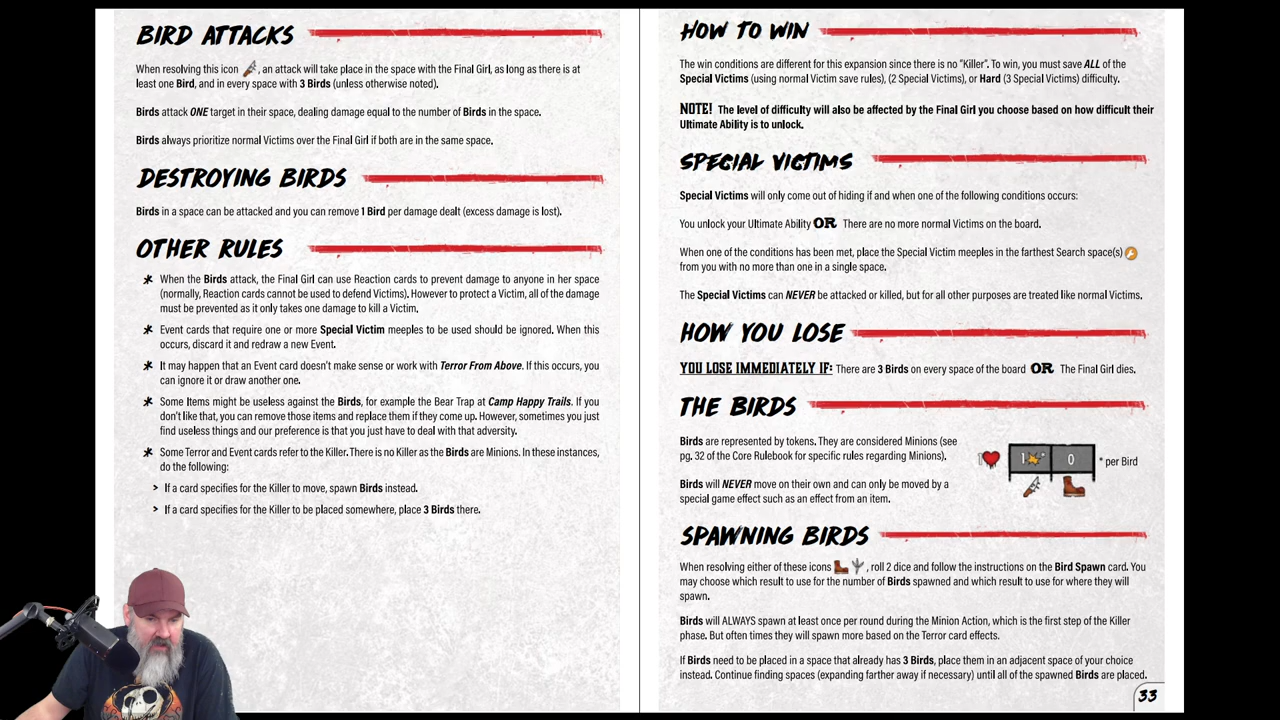 BIRD ATTACKS
When resolving this icon , an attack will take place in the space with the Final Girl, as long as there is at
least one Bird, and in every space with 3 Birds (unless otherwise noted).
Birds attack ONE target in their space, dealing damage equal to the number of Birds in the space.
Birds always prioritize normal Victims over the Final Girl if both are in the same space.
DESTROYING BIRDS
Birds in a space can be attacked and you can remove 1 Bird per damage dealt (excess damage is lost).
OTHER RULES
* When the Birds attack, the Final Girl can use Reaction cards to prevent damage to anyone in her space
(normally, Reaction cards cannot be used to defend Victims). However to protect a Victim, all of the damage
must be prevented as it only takes one damage to kill a Victim.
* Event cards that require one or more Special Victim meeples to be used should be ignored. When this
occurs, discard it and redraw a new Event.
* It may happen that an Event card doesn't make sense or work with Terror From Above. If this occurs, you
can ignore it or draw another one.
* Some Items might be useless against the Birds, for example the Bear Trap at Camp Happy Trails. If you
don't like that, you can remove those items and replace them if they come up. However, sometimes you just
find useless things and our preference is that you just have to deal with that adversity.
* Some Terror and Event cards refer to the Killer. There is no Killer as the Birds are Minions. In these instances,
do the following:
> If a card specifies for the Killer to move, spawn Birds instead.
> If a card specifies for the Killer to be placed somewhere, place 3 Birds there.
HOW TO WIN
The win conditions are different for this expansion since there is no "Killer". To win, you must save ALL of the
Special Victims (using normal Victim save rules), (2 Special Victims), or Hard (3 Special Victims) difficulty.
NOTE! The level of difficulty will also be affected by the Final Girl you choose based on how difficult their
Ultimate Ability is to unlock.
SPECIAL VICTIMS
Special Victims will only come out of hiding if and when one of the following conditions occurs:
You unlock your Ultimate Ability OR There are no more normal Victims on the board.
When one of the conditions has been met, place the Special Victim meeples in the farthest Search space(s)
from you with no more than one in a single space.
The Special Victims can NEVER be attacked or killed, but for all other purposes are treated like normal Victims.
HOW YOU LOSE
YOU LOSE IMMEDIATELY IF: There are 3 Birds on every space of the board OR The Final Girl dies.
THE BIRDS
Birds are represented by tokens. They are considered Minions (see
pg. 32 of the Core Rulebook for specific rules regarding Minions).
Birds will NEVER move on their own and can only be moved by a
special game effect such as an effect from an item.
1 1 0 * per Bird
SPAWNING BIRDS
When resolving either of these icons , roll 2 dice and follow the instructions on the Bird Spawn card. You
may choose which result to use for the number of Birds spawned and which result to use for where they will
spawn.
Birds will ALWAYS spawn at least once per round during the Minion Action, which is the first step of the Killer
phase. But often times they will spawn more based on the Terror card effects.
If Birds need to be placed in a space that already has 3 Birds, place them in an adjacent space of your choice
instead. Continue finding spaces (expanding farther away if necessary) until all of the spawned Birds are placed.
33